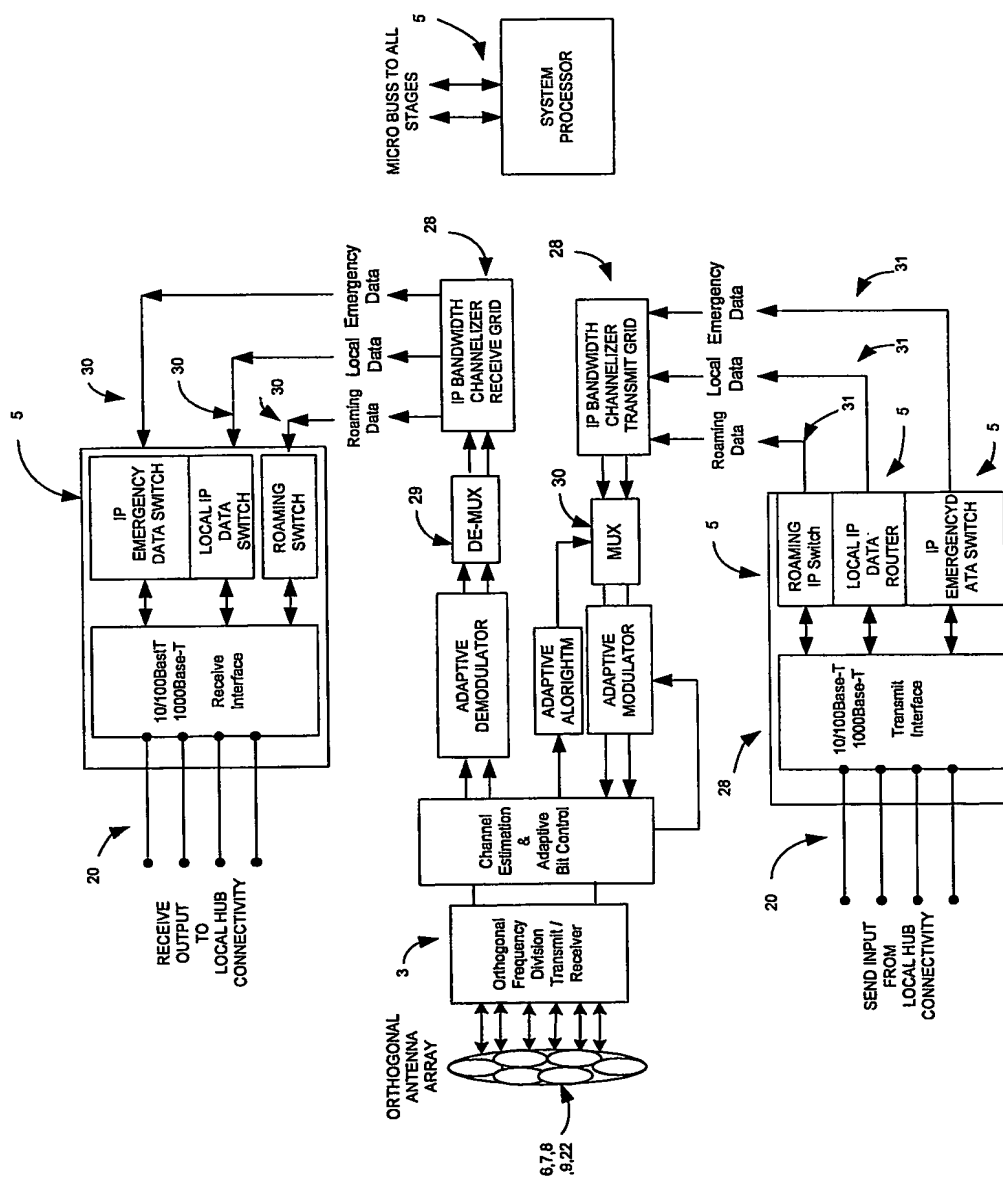 RECEIVE
OUTPUT
TO
LOCAL HUB
CONNECTIVITY
20
10/100BastT
1000Base-T
Receive
Interface
IP
EMERGENCY
DATA SWITCH
LOCAL IP
DATA
SWITCH
ROAMING
SWITCH
5
30
30
30
Roaming
Data
Local
Data
Emergency
Data
MICRO BUSS TO ALL
STAGES
5
SYSTEM
PROCESSOR
ORTHOGONAL
ANTENNA
ARRAY
6,7,8
,9,22
3
Orthogonal
Frequency
Division
Transmit /
Receiver
Channel
Estimation
&
Adaptive
Bit Control
ADAPTIVE
DEMODULATOR
29
DE-MUX
IP BANDWIDTH
CHANNELIZER
RECEIVE GRID
28
ADAPTIVE
ALORIGHTM
ADAPTIVE
MODULATOR
30
MUX
IP BANDWIDTH
CHANNELIZER
TRANSMIT GRID
28
Roaming
Data
Local
Data
Emergency
Data
31
31
31
SEND INPUT
FROM
LOCAL HUB
CONNECTIVITY
20
28
10/100Base-T
1000Base-T
Transmit
Interface
5
ROAMING
IP Switch
LOCAL IP
DATA
ROUTER
5
IP
EMERGENCYD
ATA SWITCH
5